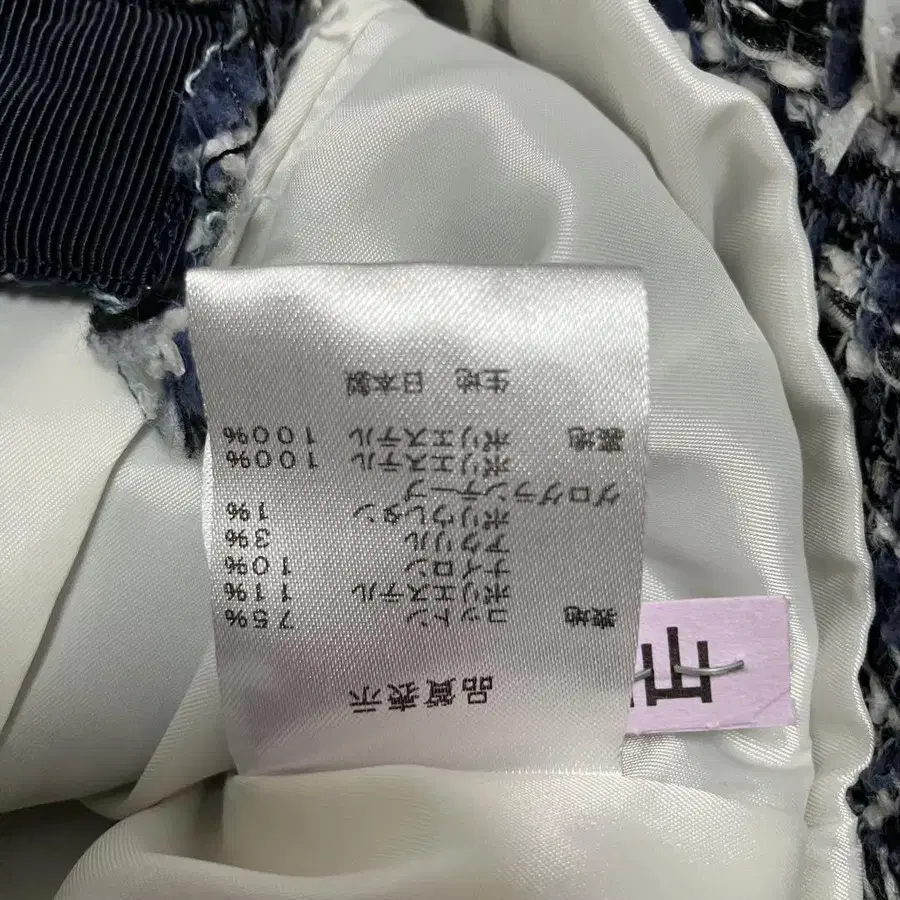 品質表示
表地 コットン 75%
ポリエステル 11%
ナイロン 10%
アクリル 3%
ポリウレタン 1%
グログランテープ
ポリエステル 100%
裏地 ポリエステル 100%
生地 日本製